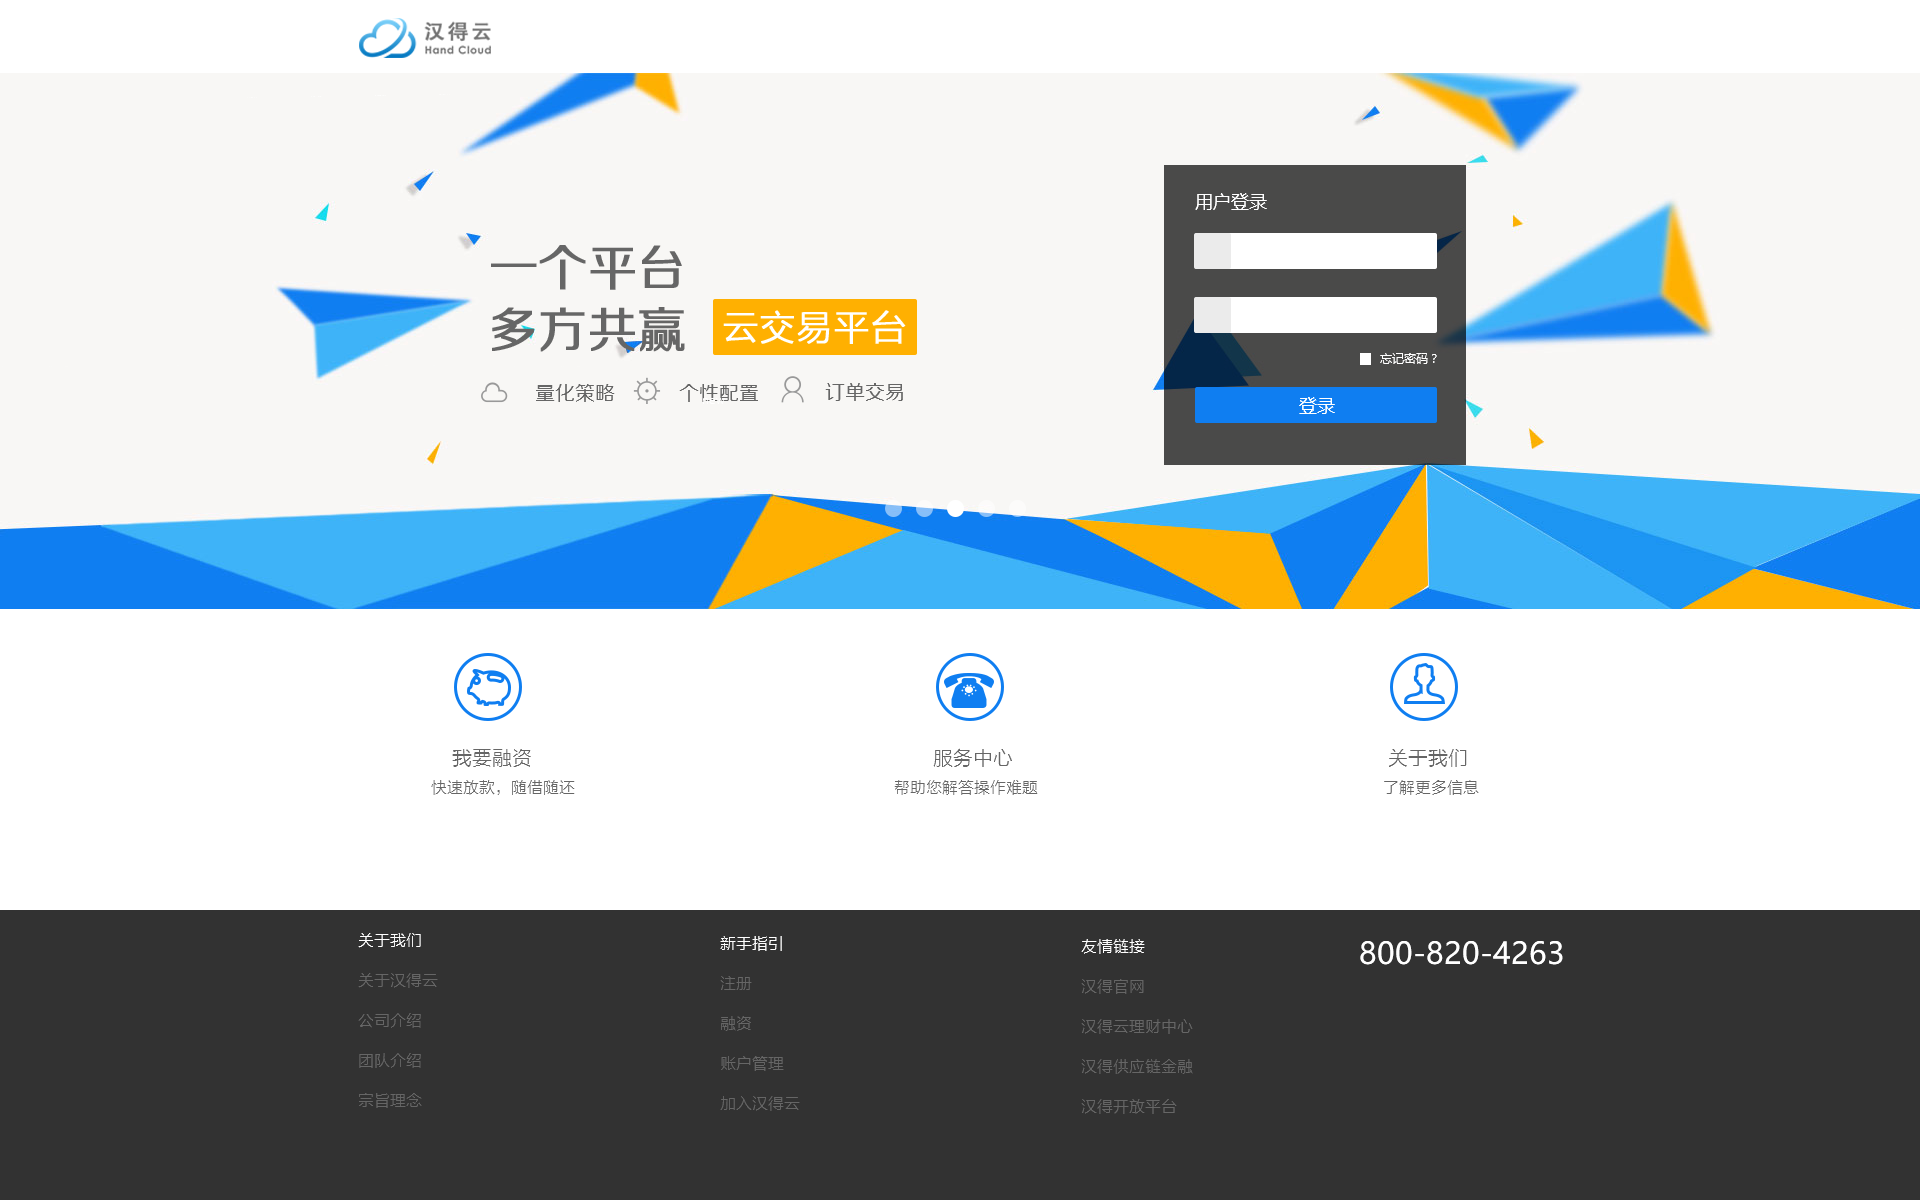 汉得云
Hand Cloud
一个平台
多方共赢
云交易平台
量化策略
个性配置
订单交易
用户登录
忘记密码？
登录
我要融资
快速放款，随借随还
服务中心
帮助您解答操作难题
关于我们
了解更多信息
关于我们
关于汉得云
公司介绍
团队介绍
宗旨理念
新手指引
注册
融资
账户管理
加入汉得云
友情链接
汉得官网
汉得云理财中心
汉得供应链金融
汉得开放平台
800-820-4263